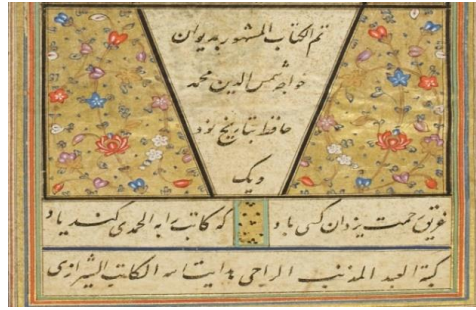 تم الکتاب المشهور بدیوان
خواجه شمس الدین محمد
حافظ بتاریخ نود
و یک
غریق رحمت یزدان کسی باد که کاتب را به الحمدی کند یاد
کتبه العبد المذنب الراجی هدایت الله الکاتب الشیرازی